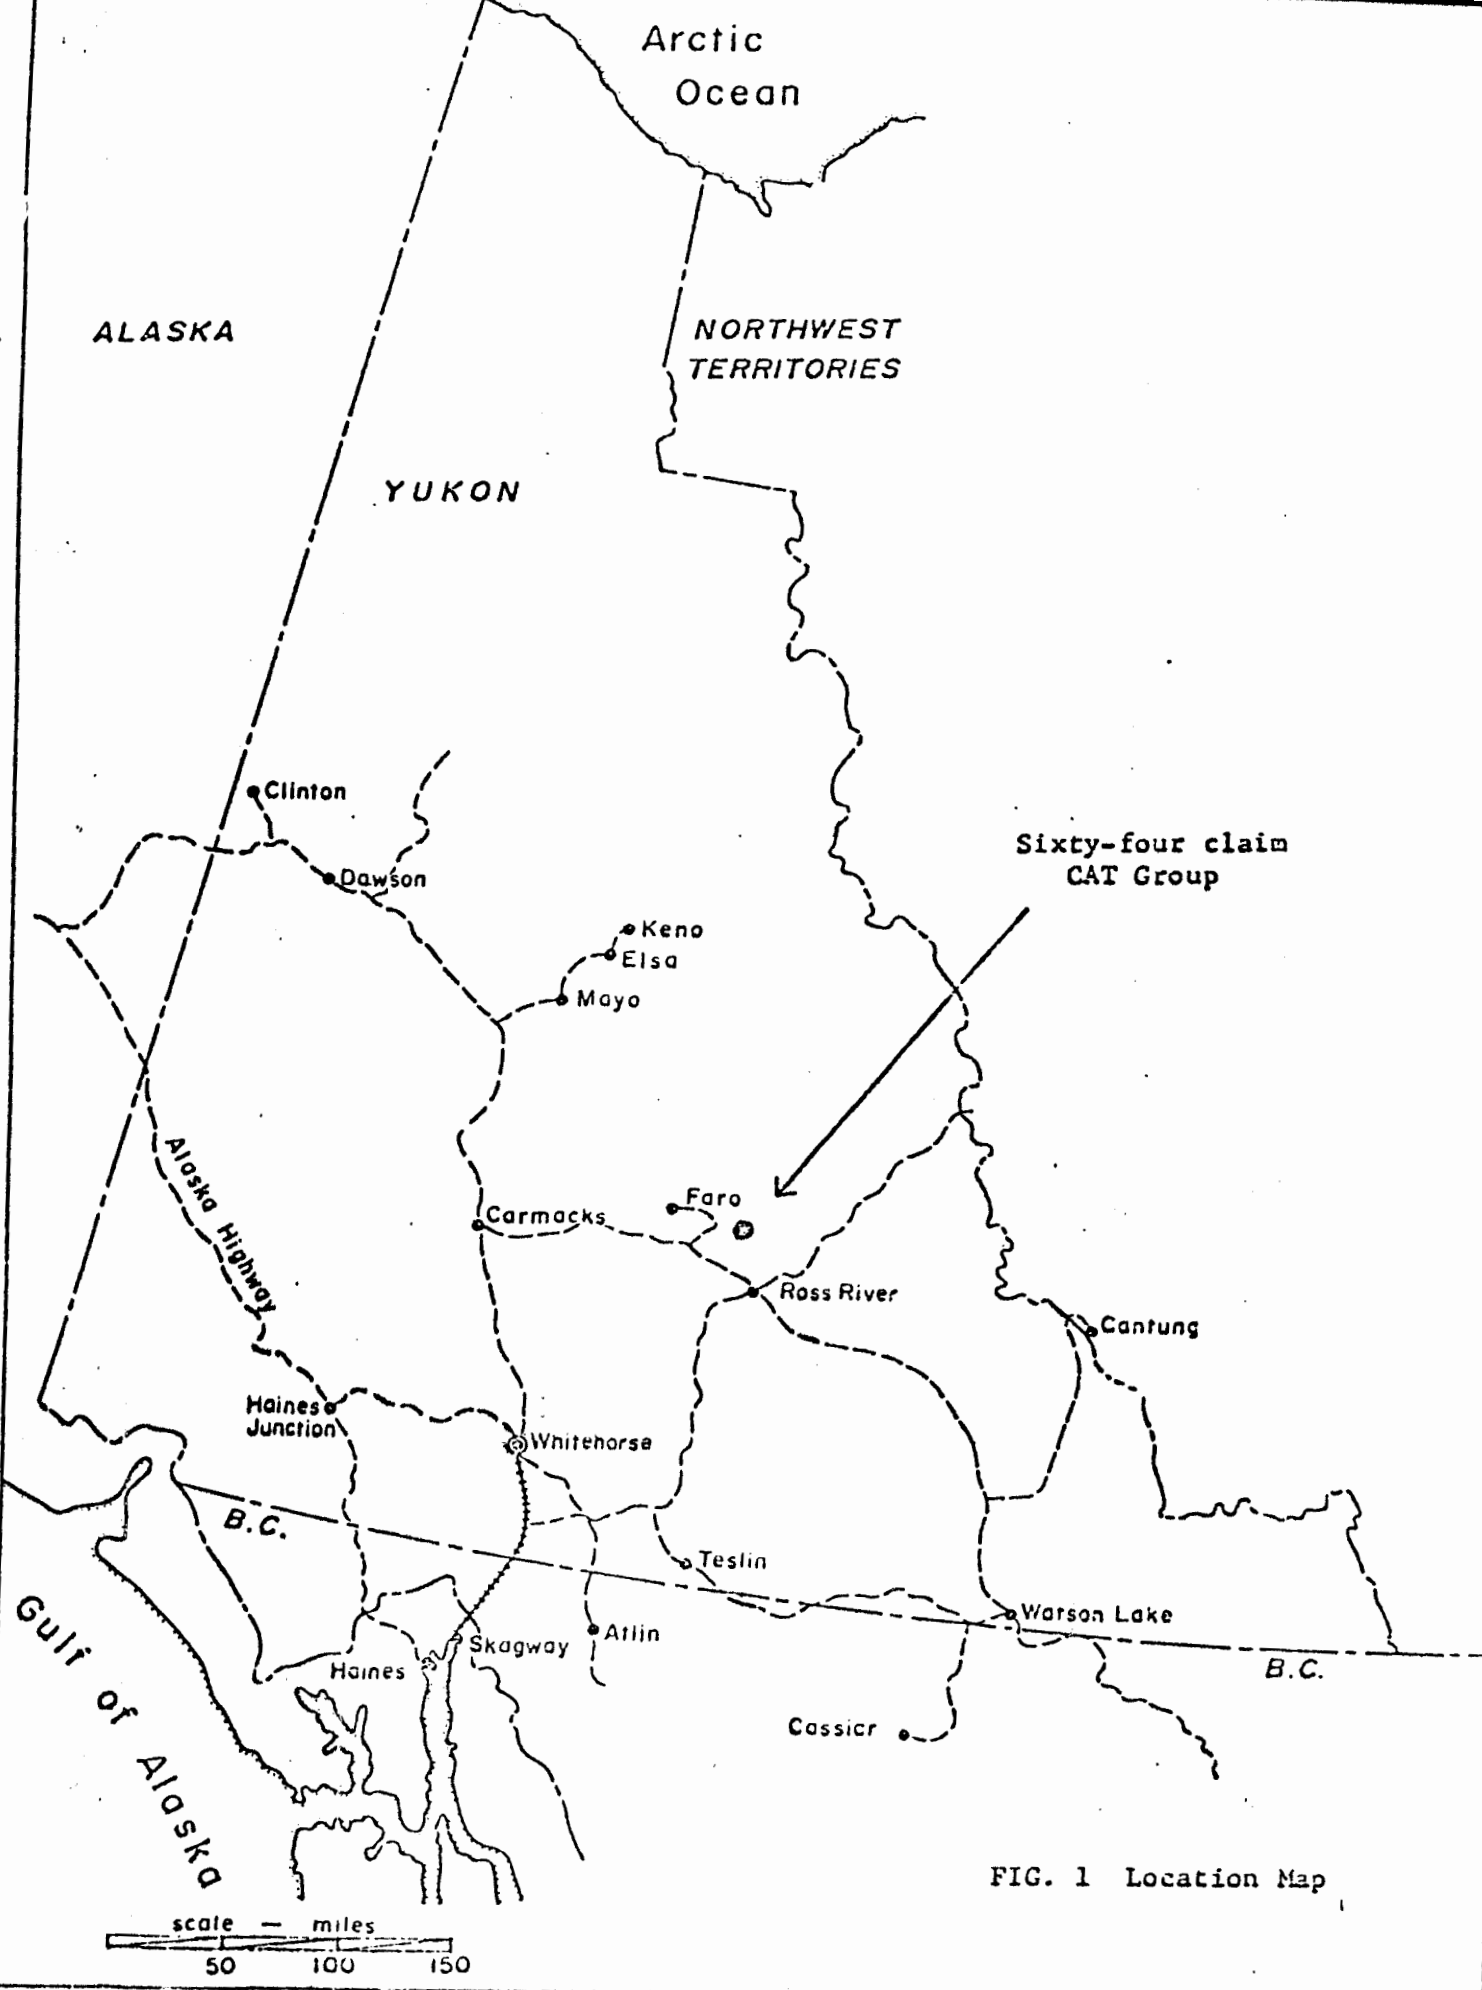 Arctic
Ocean
ALASKA
NORTHWEST
TERRITORIES
YUKON
Clinton
Dawson
Sixty-four claim
CAT Group
Keno
Elsa
Mayo
Alaska Highway
Faro
Carmacks
Ross River
Cantung
Haines
Junction
Whitehorse
B.C.
Teslin
Watson Lake
Atlin
Skagway
Haines
B.C.
Cassiar
Gulf of Alaska
FIG. 1 Location Map
scale — miles
50 100 150